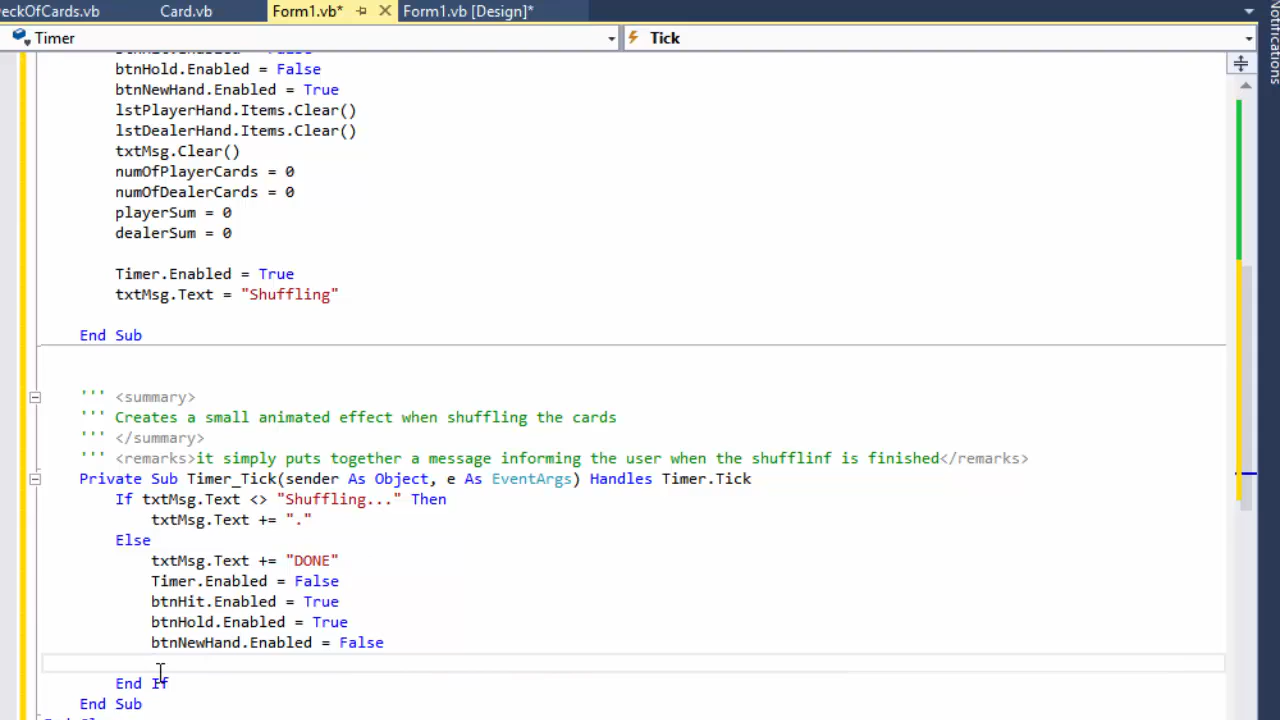 eckOfCards.vb Card.vb Form1.vb* Form1.vb [Design]*
Notifications
Timer Tick
btnHold.Enabled = False
btnNewHand.Enabled = True
lstPlayerHand.Items.Clear()
lstDealerHand.Items.Clear()
txtMsg.Clear()
numOfPlayerCards = 0
numOfDealerCards = 0
playerSum = 0
dealerSum = 0
Timer.Enabled = True
txtMsg.Text = "Shuffling"
End Sub
''' <summary>
''' Creates a small animated effect when shuffling the cards
''' </summary>
''' <remarks>it simply puts together a message informing the user when the shufflinf is finished</remarks>
Private Sub Timer_Tick(sender As Object, e As EventArgs) Handles Timer.Tick
If txtMsg.Text <> "Shuffling..." Then
txtMsg.Text += "."
Else
txtMsg.Text += "DONE"
Timer.Enabled = False
btnHit.Enabled = True
btnHold.Enabled = True
btnNewHand.Enabled = False
End If
End Sub